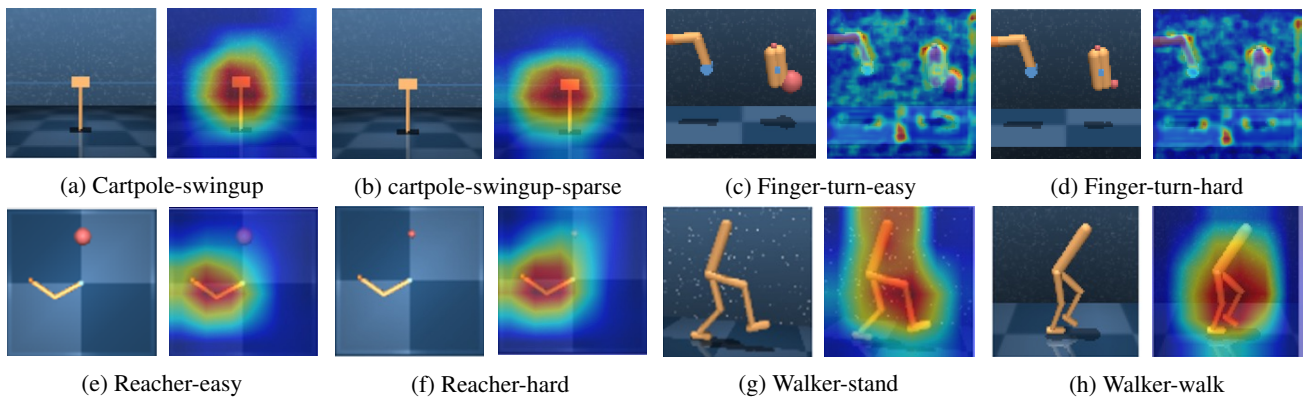 (a) Cartpole-swingup
(b) cartpole-swingup-sparse
(c) Finger-turn-easy
(d) Finger-turn-hard
(e) Reacher-easy
(f) Reacher-hard
(g) Walker-stand
(h) Walker-walk